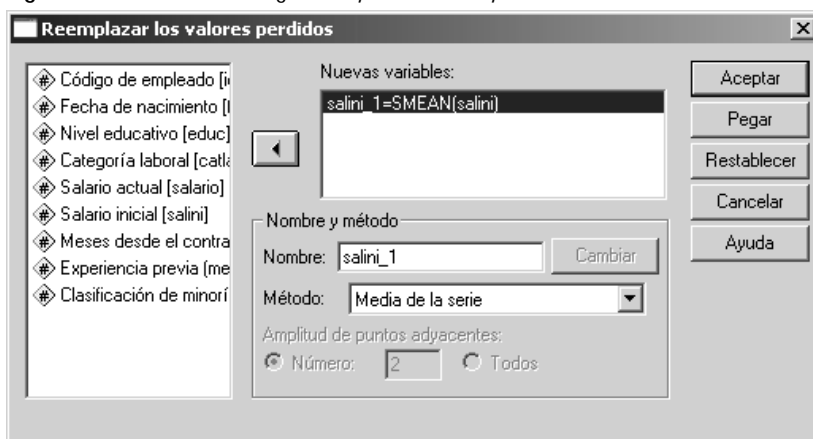 Reemplazar los valores perdidos
Código de empleado [i
Fecha de nacimiento [
Nivel educativo [educ]
Categoría laboral [catla
Salario actual [salario]
Salario inicial [salini]
Meses desde el contra
Experiencia previa (me
Clasificación de minorí
Nuevas variables:
salini_1=SMEAN(salini)
Nombre y método
Nombre: salini_1 Cambiar
Método: Media de la serie
Amplitud de puntos adyacentes:
Número: 2 Todos
Aceptar
Pegar
Restablecer
Cancelar
Ayuda